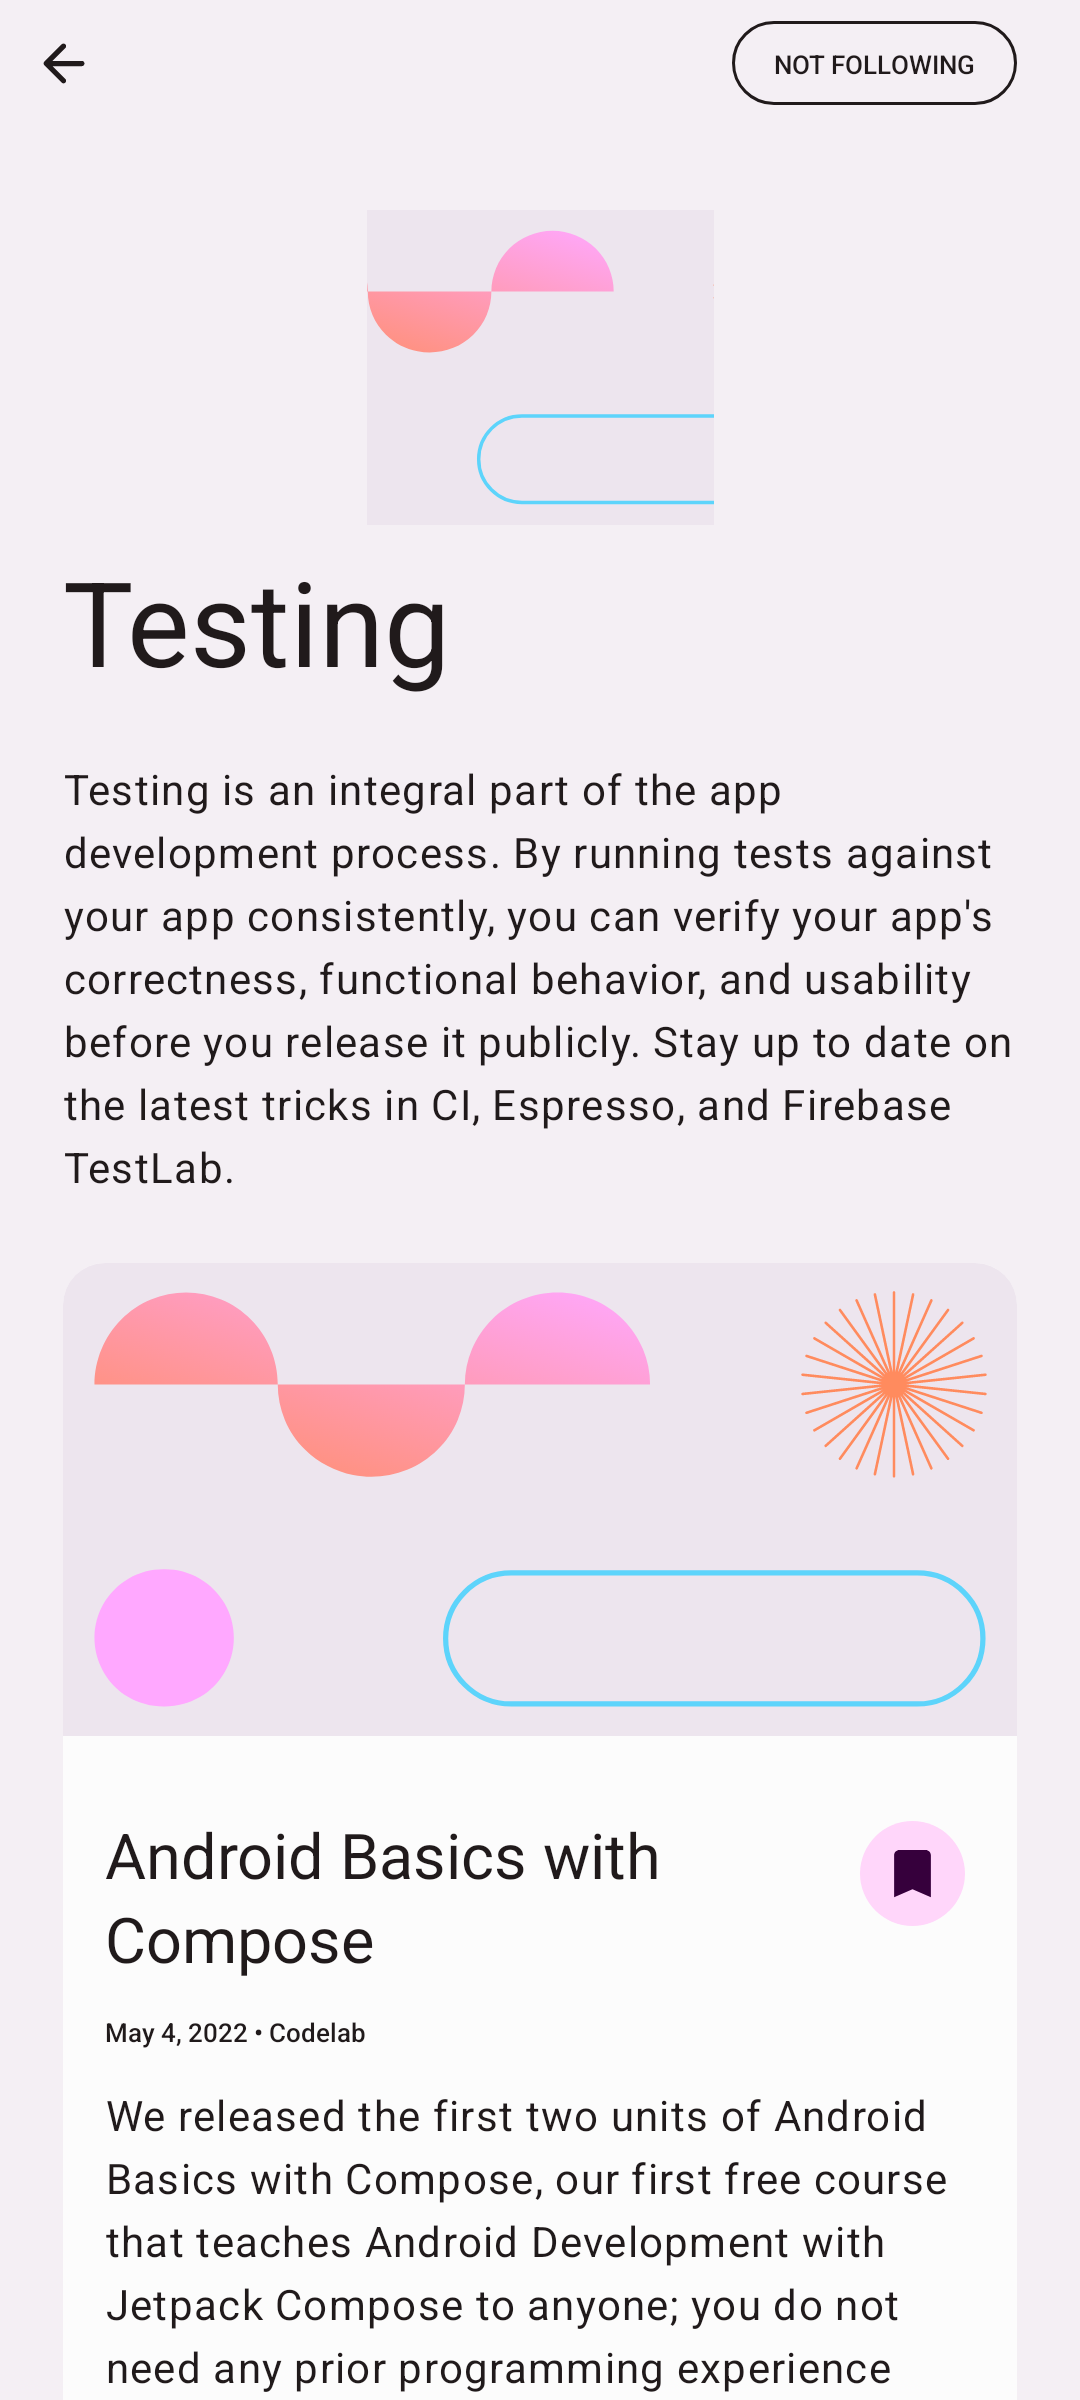 NOT FOLLOWING
Testing
Testing is an integral part of the app
development process. By running tests against
your app consistently, you can verify your app's
correctness, functional behavior, and usability
before you release it publicly. Stay up to date on
the latest tricks in CI, Espresso, and Firebase
TestLab.
Android Basics with
Compose
May 4, 2022 • Codelab
We released the first two units of Android
Basics with Compose, our first free course
that teaches Android Development with
Jetpack Compose to anyone; you do not
need any prior programming experience